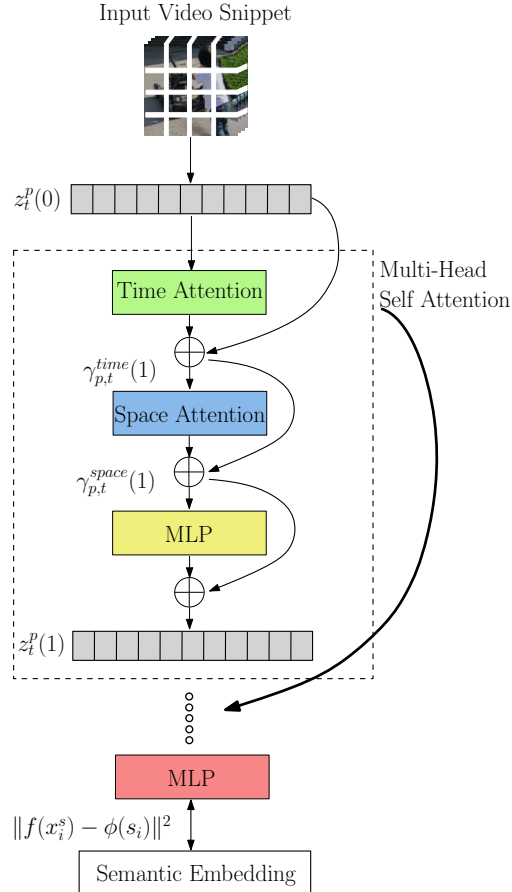 Input Video Snippet
z_t^p(0)
Multi-Head
Self Attention
Time Attention
γ_{p,t}^{time}(1)
Space Attention
γ_{p,t}^{space}(1)
MLP
z_t^p(1)
MLP
‖f(x_i^s) − ϕ(s_i)‖^2
Semantic Embedding